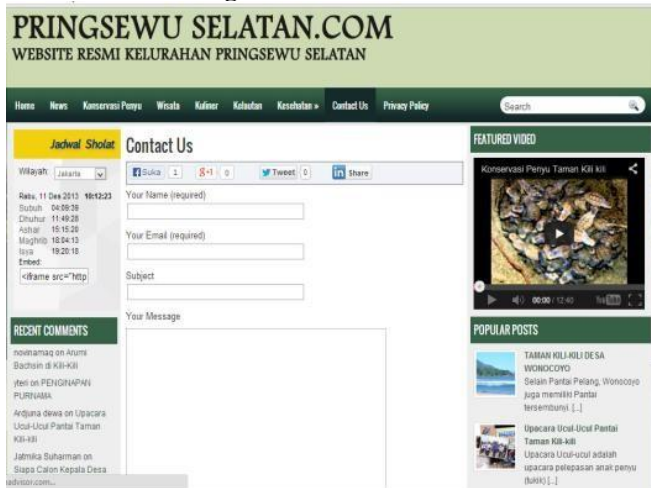 PRINGSEWU SELATAN.COM
WEBSITE RESMI KELURAHAN PRINGSEWU SELATAN
Home News Konservasi Penyu Wisata Kuliner Kelautan Kesehatan » Contact Us Privacy Policy
Search
Jadwal Sholat
Wilayah: Jakarta
Rabu, 11 Des 2013 10:12:23
Subuh 04:09:39
Dhuhur 11:49:28
Ashar 15:15:20
Maghrib 18:04:13
Isya 19:20:18
Embed:
<iframe src="http
RECENT COMMENTS
novinamag on Arumi
Bachsin di Kili-Kili
yteri on PENGINAPAN
PURNAMA
Ardjuna dewa on Upacara
Ucul-Ucul Pantai Taman
Kili-kili
Jatmika Suharman on
Siapa Calon Kepala Desa
advisor.com...
Contact Us
Suka 1
+1 0
Tweet 0
in Share
Your Name (required)
Your Email (required)
Subject
Your Message
FEATURED VIDEO
Konservasi Penyu Taman Kili kili
00:00 / 12:40 YouTube
POPULAR POSTS
TAMAN KILI-KILI DESA
WONOCOYO
Selain Pantai Pelang, Wonocoyo
juga memiliki Pantai
tersembunyi. [...]
Upacara Ucul-Ucul Pantai
Taman Kili-kili
Upacara Ucul-ucul adalah
upacara pelepasan anak penyu
(tukik) [...]